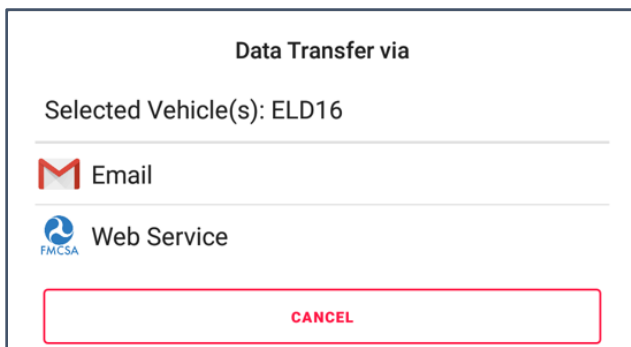 Data Transfer via
Selected Vehicle(s): ELD16
Email
FMCSA Web Service
CANCEL